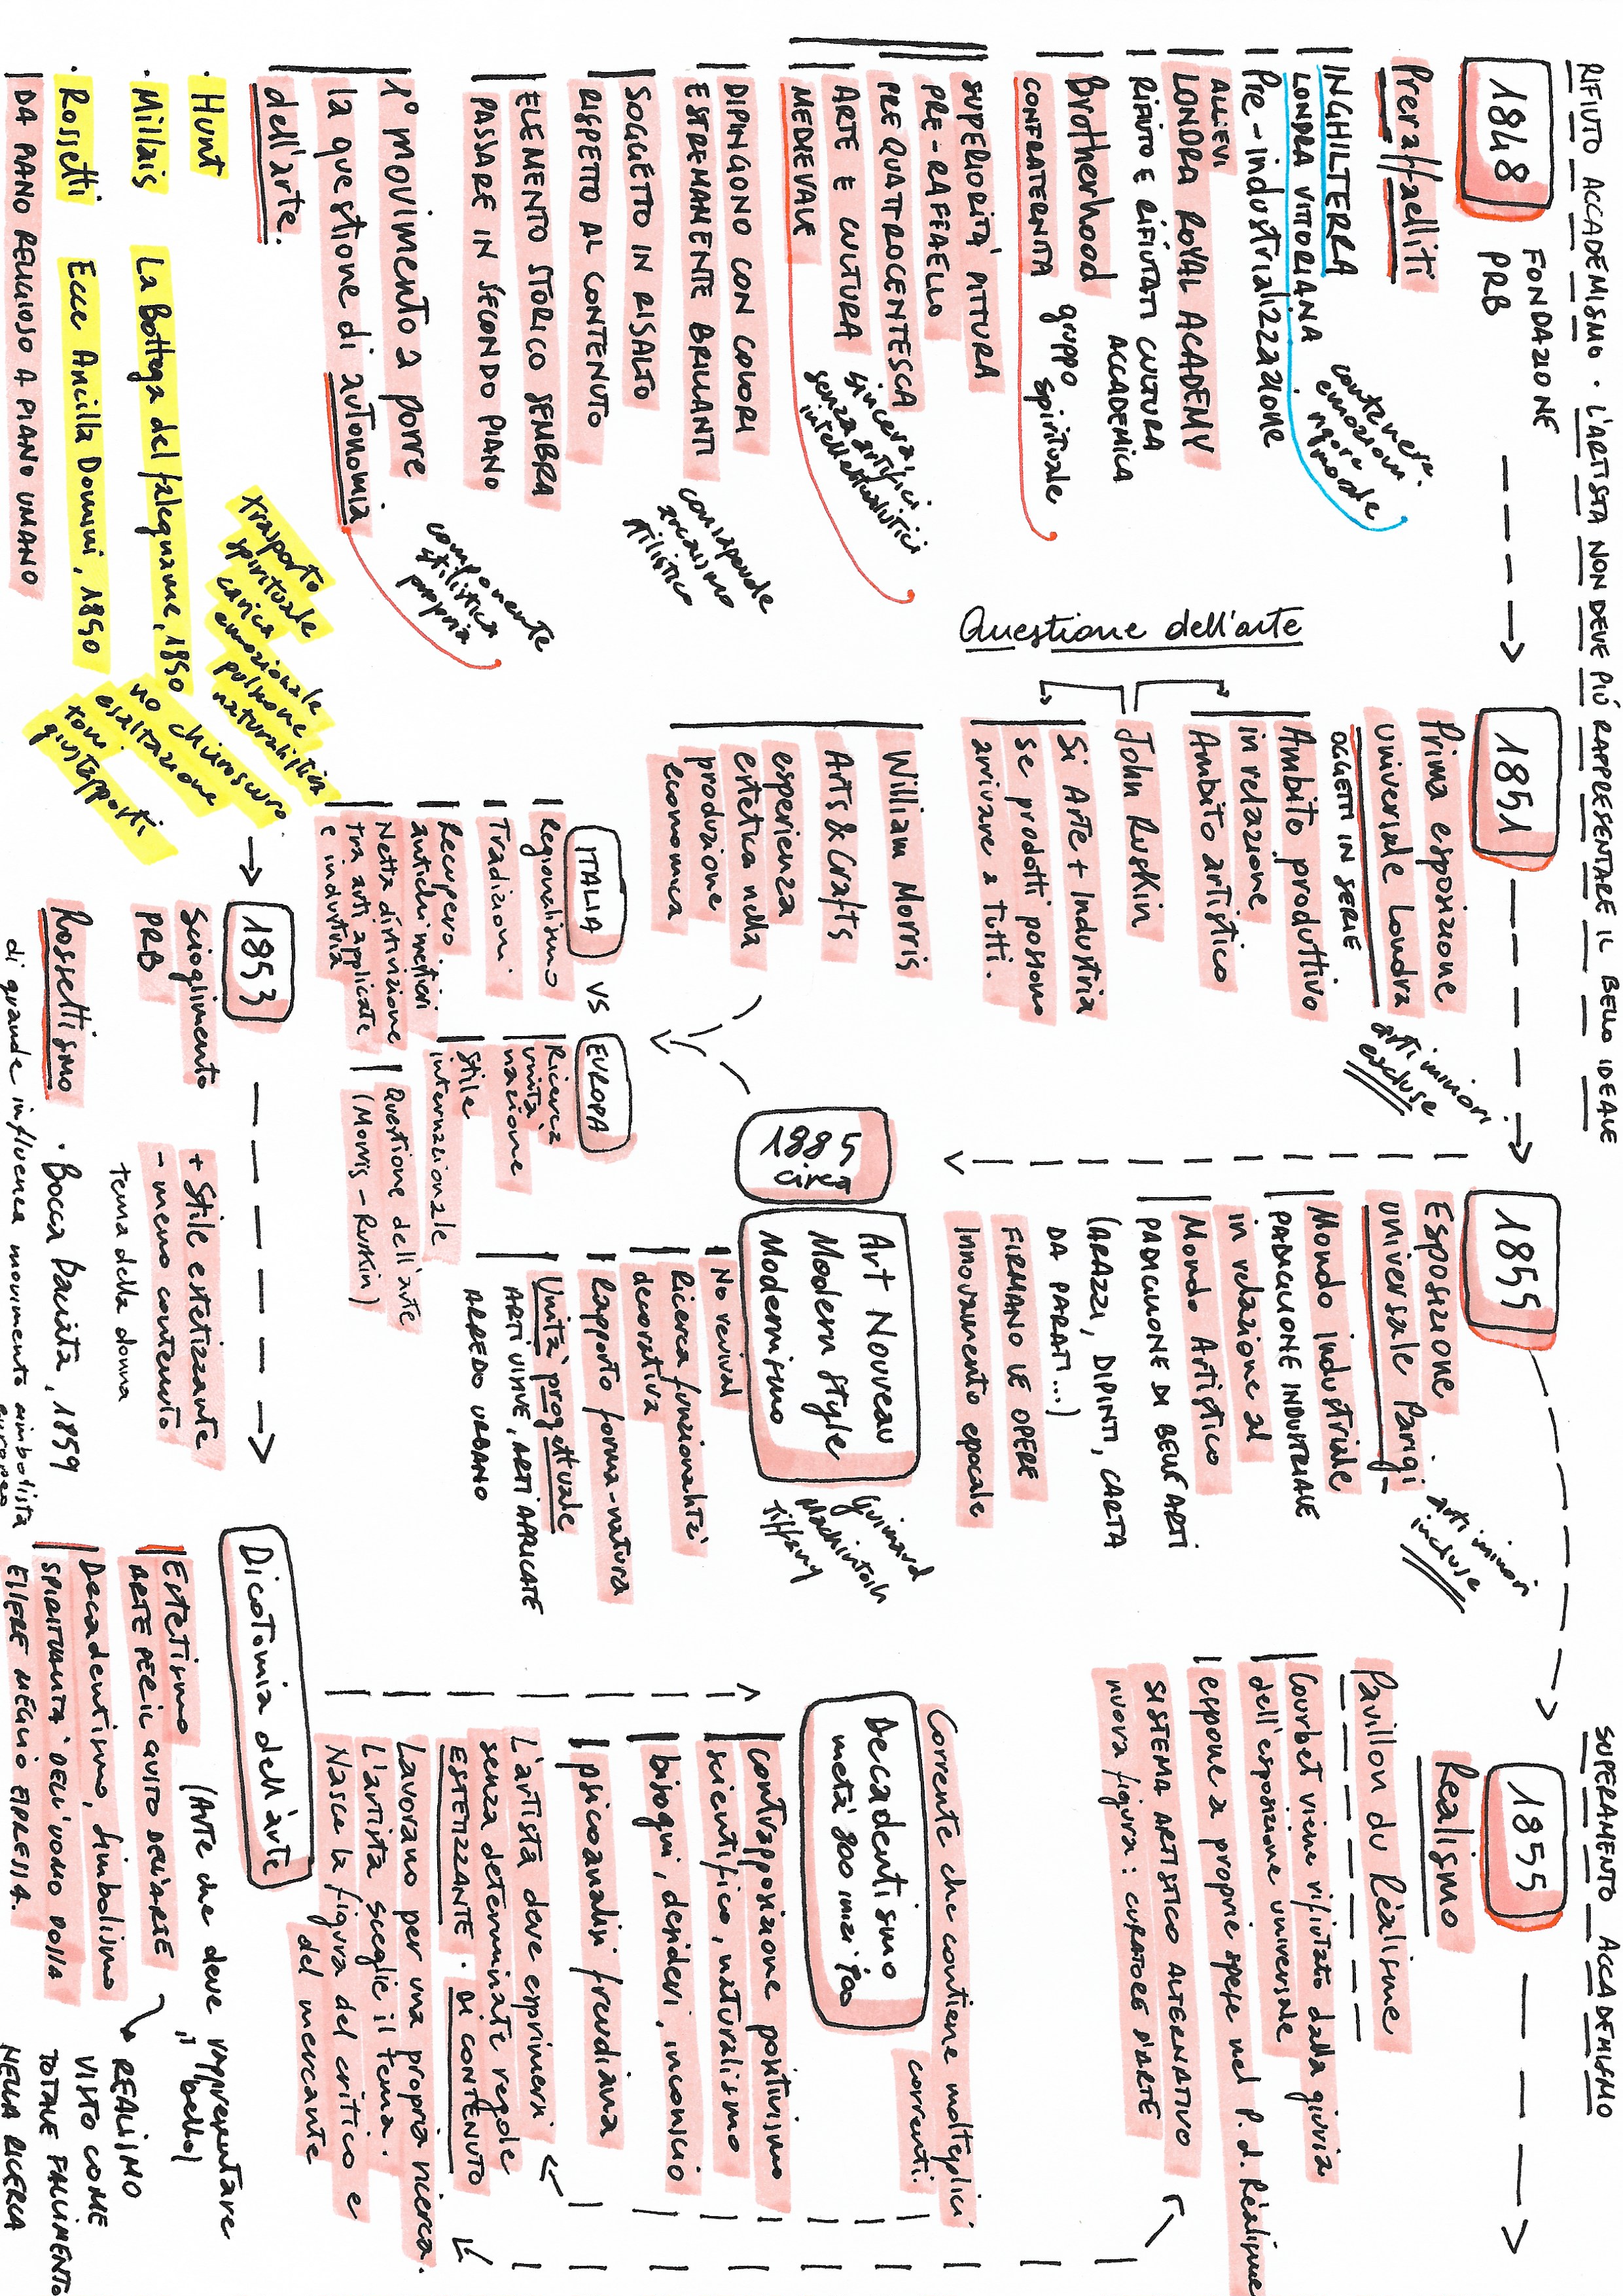 RIFIUTO ACCADEMISMO · L'ARTISTA NON DEVE PIÚ RAPPRESENTARE IL BELLO IDEALE
1848
FONDAZIONE
PRB
Preraffaelliti
INGHILTERRA
LONDRA VITTORIANA
contenere
emozioni.
rigore
morale
Pre-industrializzazione
ALLIEVI
LONDRA ROYAL ACADEMY
RIFIUTO E RIFIUTATI CULTURA
ACCADEMICA
Brotherhood
CONFRATERNITA
gruppo
spirituale
SUPERIORITÀ PITTURA
PRE-RAFFAELLO
PREQUATTROCENTESCA
ARTE E CULTURA
MEDIEVALE
sincera,
senza artifici
intellettualistici
DIPINGONO CON COLORI
ESTREMAMENTE BRILLANTI
consapevole
arcaismo
stilistico
SOGGETTO IN RISALTO
RISPETTO AL CONTENUTO
ELEMENTO STORICO SEMBRA
PASSARE IN SECONDO PIANO
componente
stilistica
propria
1° movimento a porre
la questione di autonomia
dell'arte.
· Hunt
· Millais La Bottega del falegname, 1850
· Rossetti Ecce Ancilla Domini, 1850
DA PIANO RELIGIOSO A PIANO UMANO
trasporto
spirituale
carica
emozionale
pulsione
naturalistica
no chiaroscuro
esaltazione
toni
giustapposti
1851
Prima esposizione
universale Londra
OGGETTI IN SERIE
arti minori
escluse
Questione dell'arte
Ambito produttivo
in relazione
Ambito artistico
John Ruskin
Si Arte + Industria
se prodotti possono
arrivare a tutti.
William Morris
Arts & Crafts
esperienza
estetica nella
produzione
economica
ITALIA VS EUROPA
Regionalismo
Tradizioni
Recupero
antichi mestieri
Netta distinzione
tra arti applicate
e industria
Ricerca
unità
nazione
Stile
internazionale
Questione dell'arte
(Morris - Ruskin)
1853
Scioglimento
PRB
+ Stile estetizzante
- meno contenuto
tema della donna
Rossettismo · Bocca Baciata, 1859
di grande influenza movimento simbolista
europeo
1855
Esposizione
universale Parigi
arti minori
incluse
Mondo industriale
PADIGLIONE INDUSTRIALE
in relazione al
Mondo Artistico
PADIGLIONE DI BELLE ARTI
(ARAZZI, DIPINTI, CARTA
DA PARATI...)
FIRMANO LE OPERE
Innovamento epocale
1885
circa
Art Nouveau
Modern Style
Modernismo
Guimard
Machintosh
Tiffany
No revival
Ricerca funzionalità
decorativa
Rapporto forma-natura
Unità progettuale
ARTI VISIVE, ARTI APPLICATE
ARREDO URBANO
SUPERAMENTO ACCADEMISMO
1855
Realismo
Pavillon du Rèalisme
Courbet viene rifiutato dalla giuria
dell'esposizione universale
espone a proprie spese nel P. d. Rèalisme
SISTEMA ARTISTICO ALTERNATIVO
nuova figura: CURATORE D'ARTE
Corrente che contiene molteplici
correnti.
Decadentismo
metà 800 inizi 900
contrapposizione positivismo
scientifico, naturalismo
bisogni, desideri, inconscio
psicoanalisi freudiana
L'artista deve esprimersi
senza determinate regole
ESTETIZZANTE · DI CONTENUTO
Lavorano per una propria ricerca.
L'artista sceglie il tema.
Nasce la figura del critico e
del mercante
Dicotomia dell'arte
Estetismo (Arte che deve rappresentare
il bello)
ARTE PER IL GUSTO DELL'ARTE
Decadentismo, Simbolismo
SPIRITUALITÀ DELL'UOMO POSSA
ESSERE MEGLIO ESPRESSA.
REALISMO
VISTO COME
TOTALE FALLIMENTO
NELLA RICERCA